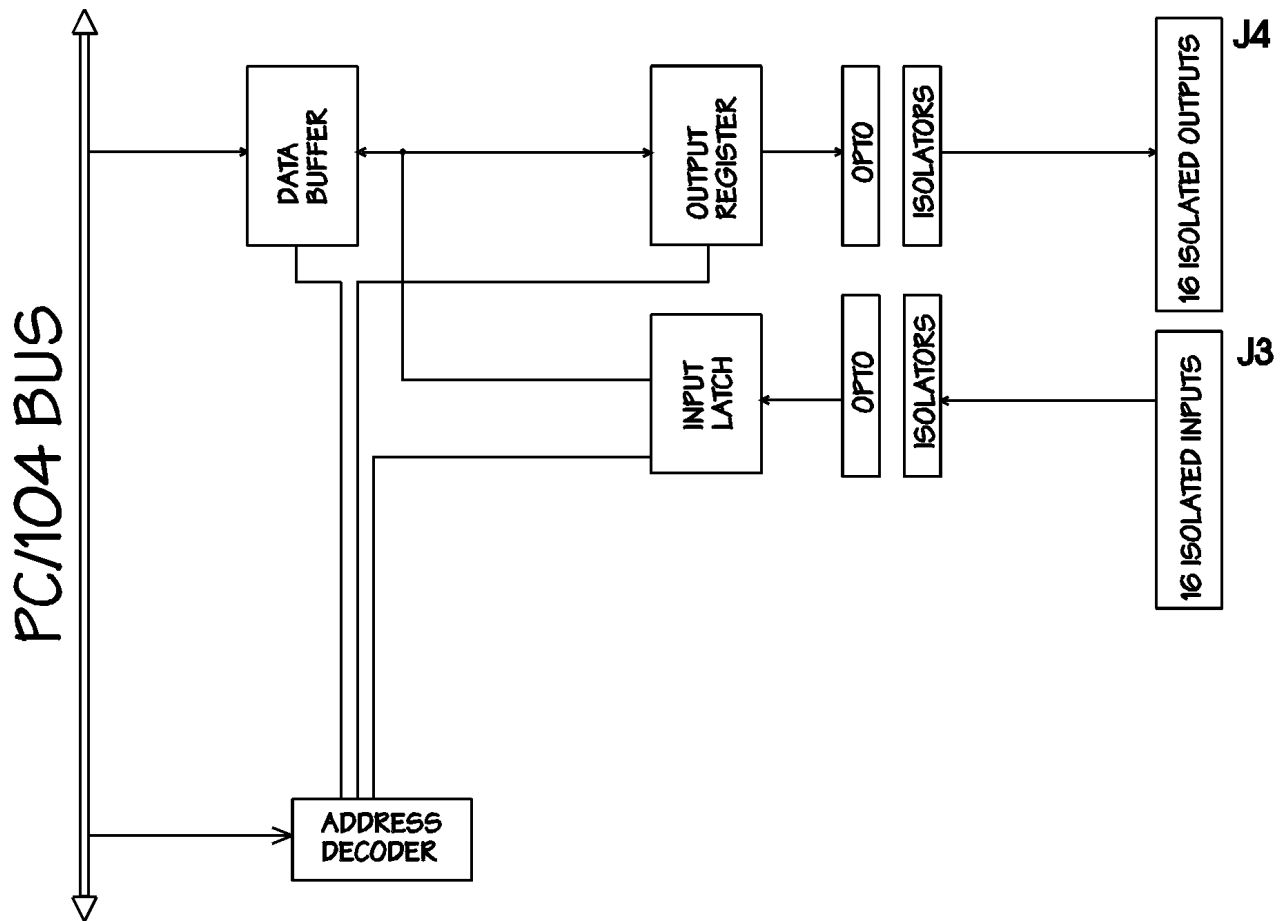 PC/104 BUS
DATA
BUFFER
OUTPUT
REGISTER
OPTO
ISOLATORS
16 ISOLATED OUTPUTS
J4
INPUT
LATCH
OPTO
ISOLATORS
16 ISOLATED INPUTS
J3
ADDRESS
DECODER